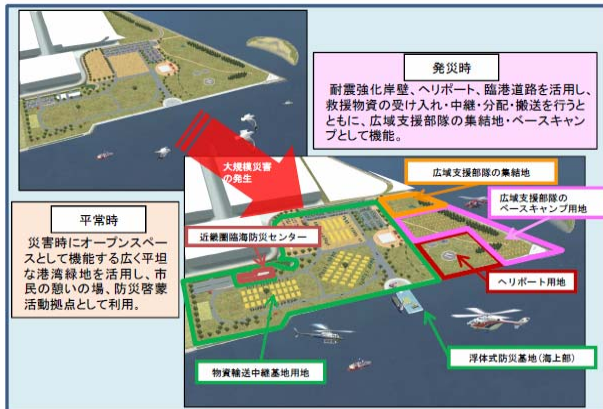 発災時
耐震強化岸壁、ヘリポート、臨港道路を活用し、
救援物資の受け入れ・中継・分配・搬送を行うと
ともに、広域支援部隊の集結地・ベースキャン
プとして機能。
大規模災害
の発生
平常時
災害時にオープンスペー
スとして機能する広く平坦
な港湾緑地を活用し、市
民の憩いの場、防災啓蒙
活動拠点として利用。
広域支援部隊の集結地
広域支援部隊の
ベースキャンプ用地
近畿圏臨海防災センター
ヘリポート用地
物資輸送中継基地用地
浮体式防災基地(海上部)